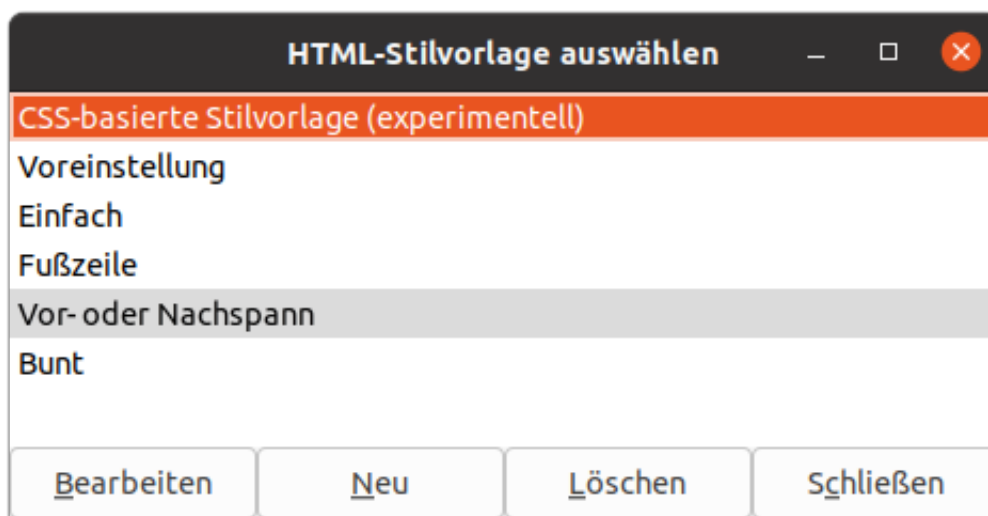 HTML-Stilvorlage auswählen
CSS-basierte Stilvorlage (experimentell)
Voreinstellung
Einfach
Fußzeile
Vor- oder Nachspann
Bunt
Bearbeiten Neu Löschen Schließen